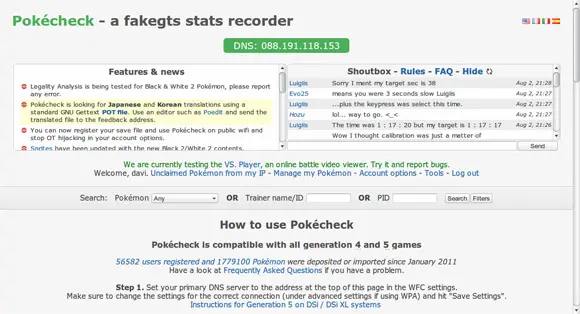 Pokécheck - a fakegts stats recorder
DNS: 088.191.118.153
Features & news
Legality Analysis is being tested for Black & White 2 Pokémon, please report
any error.
Pokécheck is looking for Japanese and Korean translations using a
standard GNU Gettext POT file. Use an editor such as Poedit and send the
translated file to the feedback address.
You can now register your save file and use Pokécheck on public wifi and
stop OT hijacking in your account options.
Sprites have been updated with the new Black 2/White 2 contents.
Shoutbox - Rules - FAQ - Hide
Luigiis Sorry I ment my target sec is 38 Aug 2, 21:28
Evo25 means you were 3 seconds slow Luigiis Aug 2, 21:27
Luigiis ...plus the keypress was select this time. Aug 2, 21:27
Hozu lol... way to go. <_< Aug 2, 21:27
Luigiis The time was 1 : 17 : 20 but my target is 1 : 17 : 17 Aug 2, 21:26
Wow I thought calibration was just a matter of
Send
We are currently testing the VS. Player, an online battle video viewer. Try it and report bugs.
Welcome, davi. Unclaimed Pokémon from my IP - Manage my Pokémon - Account options - Tools - Log out
Search: Pokémon Any OR Trainer name/ID OR PID Search Filters
How to use Pokécheck
Pokécheck is compatible with all generation 4 and 5 games
56582 users registered and 1779100 Pokémon were deposited or imported since January 2011
Have a look at Frequently Asked Questions if you have a problem.
Step 1. Set your primary DNS server to the address at the top of this page in the WFC settings.
Make sure to change the settings for the correct connection (under advanced settings if using WPA) and hit "Save Settings".
Instructions for Generation 5 on DSi / DSi XL systems